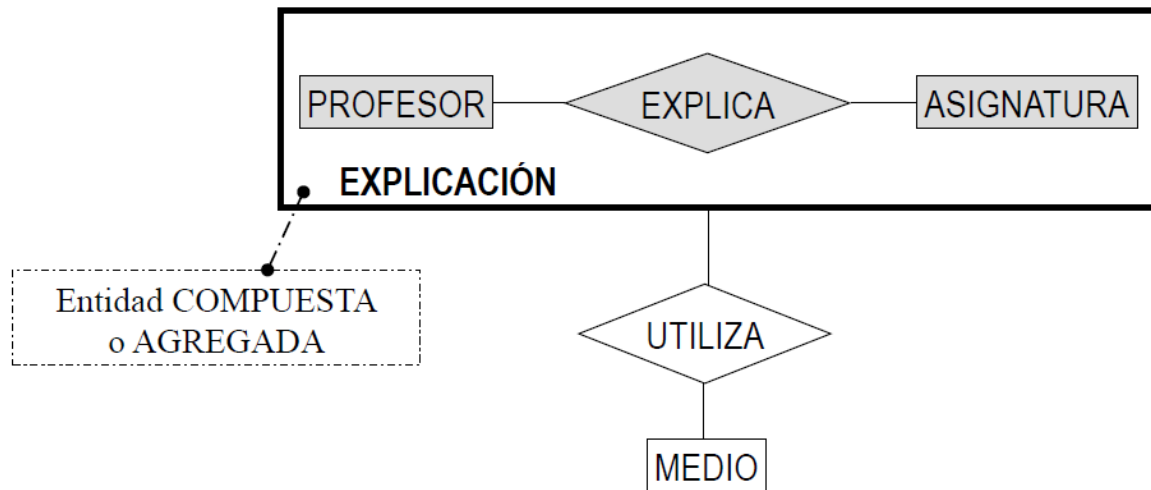 PROFESOR EXPLICA ASIGNATURA
EXPLICACIÓN
Entidad COMPUESTA
o AGREGADA
UTILIZA
MEDIO